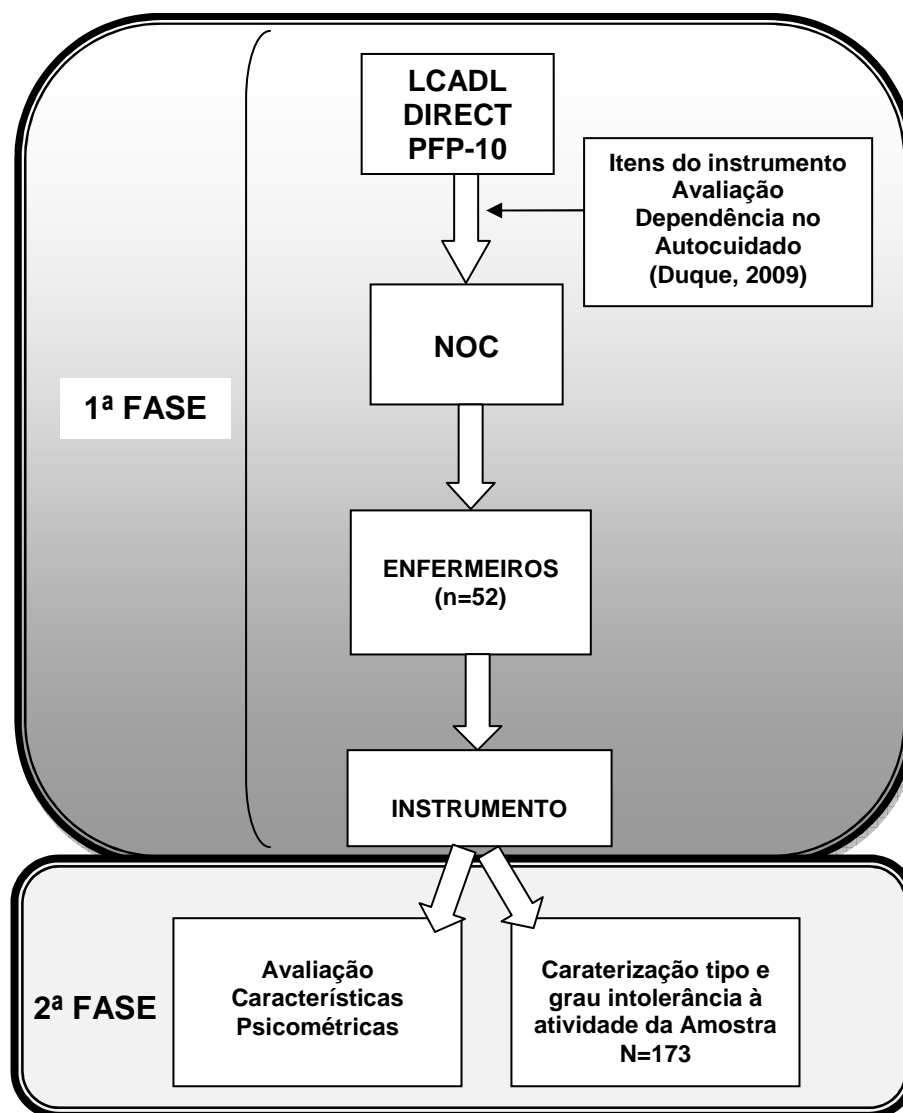 LCADL
DIRECT
PFP-10
Itens do instrumento
Avaliação
Dependência no
Autocuidado
(Duque, 2009)
NOC
1ª FASE
ENFERMEIROS
(n=52)
INSTRUMENTO
2ª FASE
Avaliação
Características
Psicométricas
Caraterização tipo e
grau intolerância à
atividade da Amostra
N=173